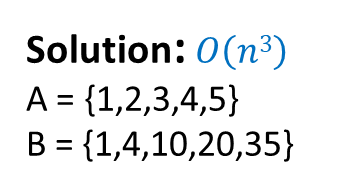 Solution: O(n³)
A = {1,2,3,4,5}
B = {1,4,10,20,35}